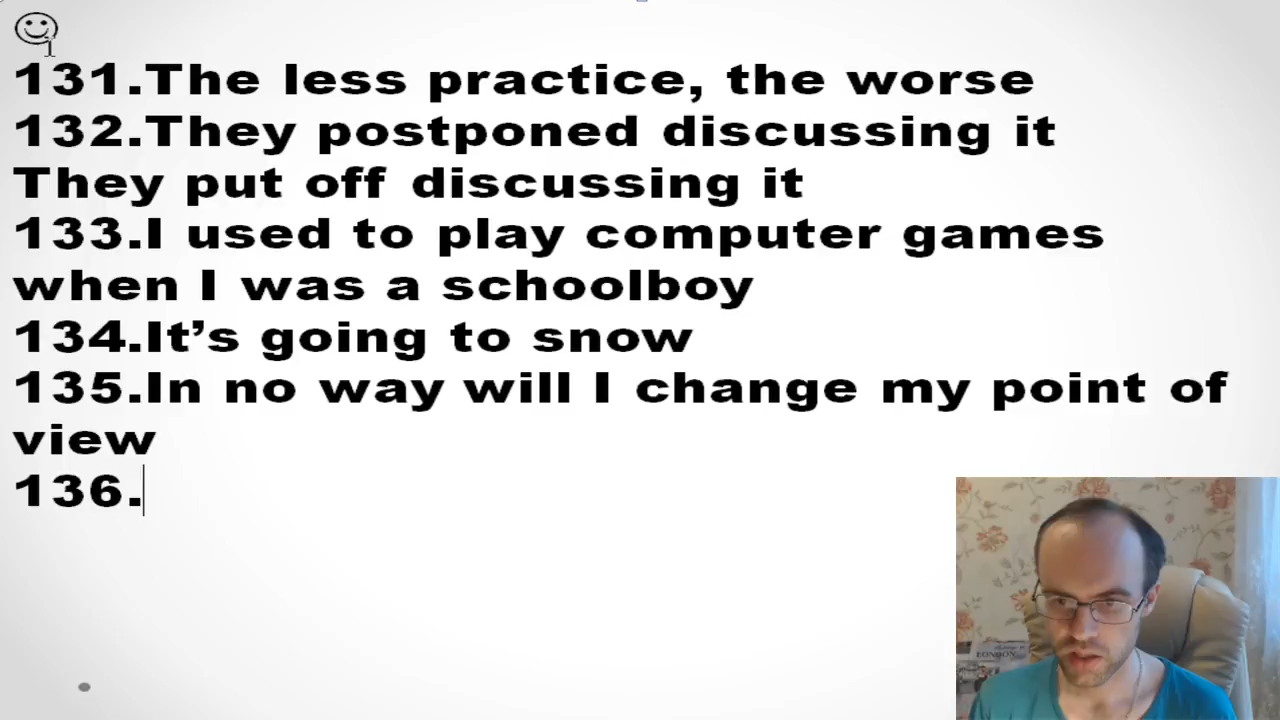 131.The less practice, the worse
132.They postponed discussing it
They put off discussing it
133.I used to play computer games
when I was a schoolboy
134.It’s going to snow
135.In no way will I change my point of
view
136.
LONDON